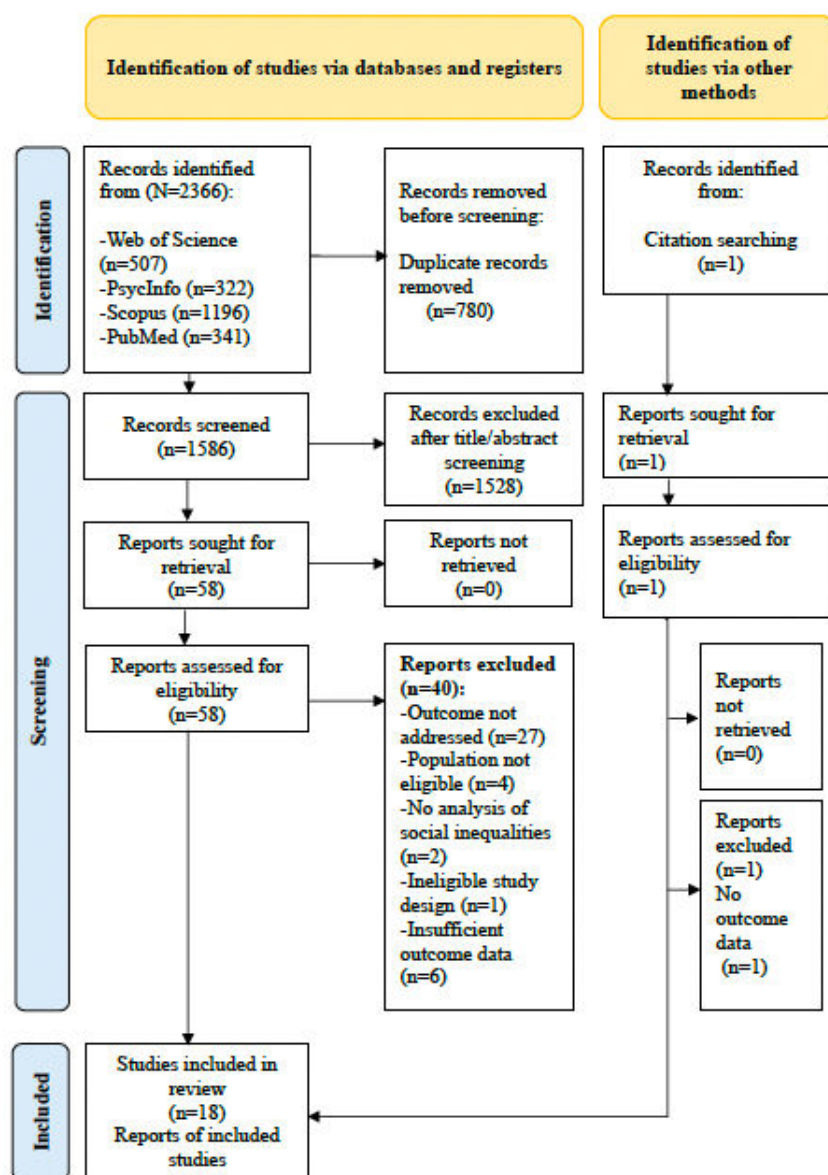 Identification of studies via databases and registers
Identification of
studies via other
methods
Identification
Records identified
from (N=2366):
-Web of Science
(n=507)
-PsycInfo (n=322)
-Scopus (n=1196)
-PubMed (n=341)
Records removed
before screening:
Duplicate records
removed
(n=780)
Records identified
from:
Citation searching
(n=1)
Screening
Records screened
(n=1586)
Records excluded
after title/abstract
screening
(n=1528)
Reports sought for
retrieval
(n=1)
Reports sought for
retrieval
(n=58)
Reports not
retrieved
(n=0)
Reports assessed for
eligibility
(n=1)
Reports assessed for
eligibility
(n=58)
Reports excluded
(n=40):
-Outcome not
addressed (n=27)
-Population not
eligible (n=4)
-No analysis of
social inequalities
(n=2)
-Ineligible study
design (n=1)
-Insufficient
outcome data
(n=6)
Reports
not
retrieved
(n=0)
Reports
excluded
(n=1)
No
outcome
data
(n=1)
Included
Studies included in
review
(n=18)
Reports of included
studies